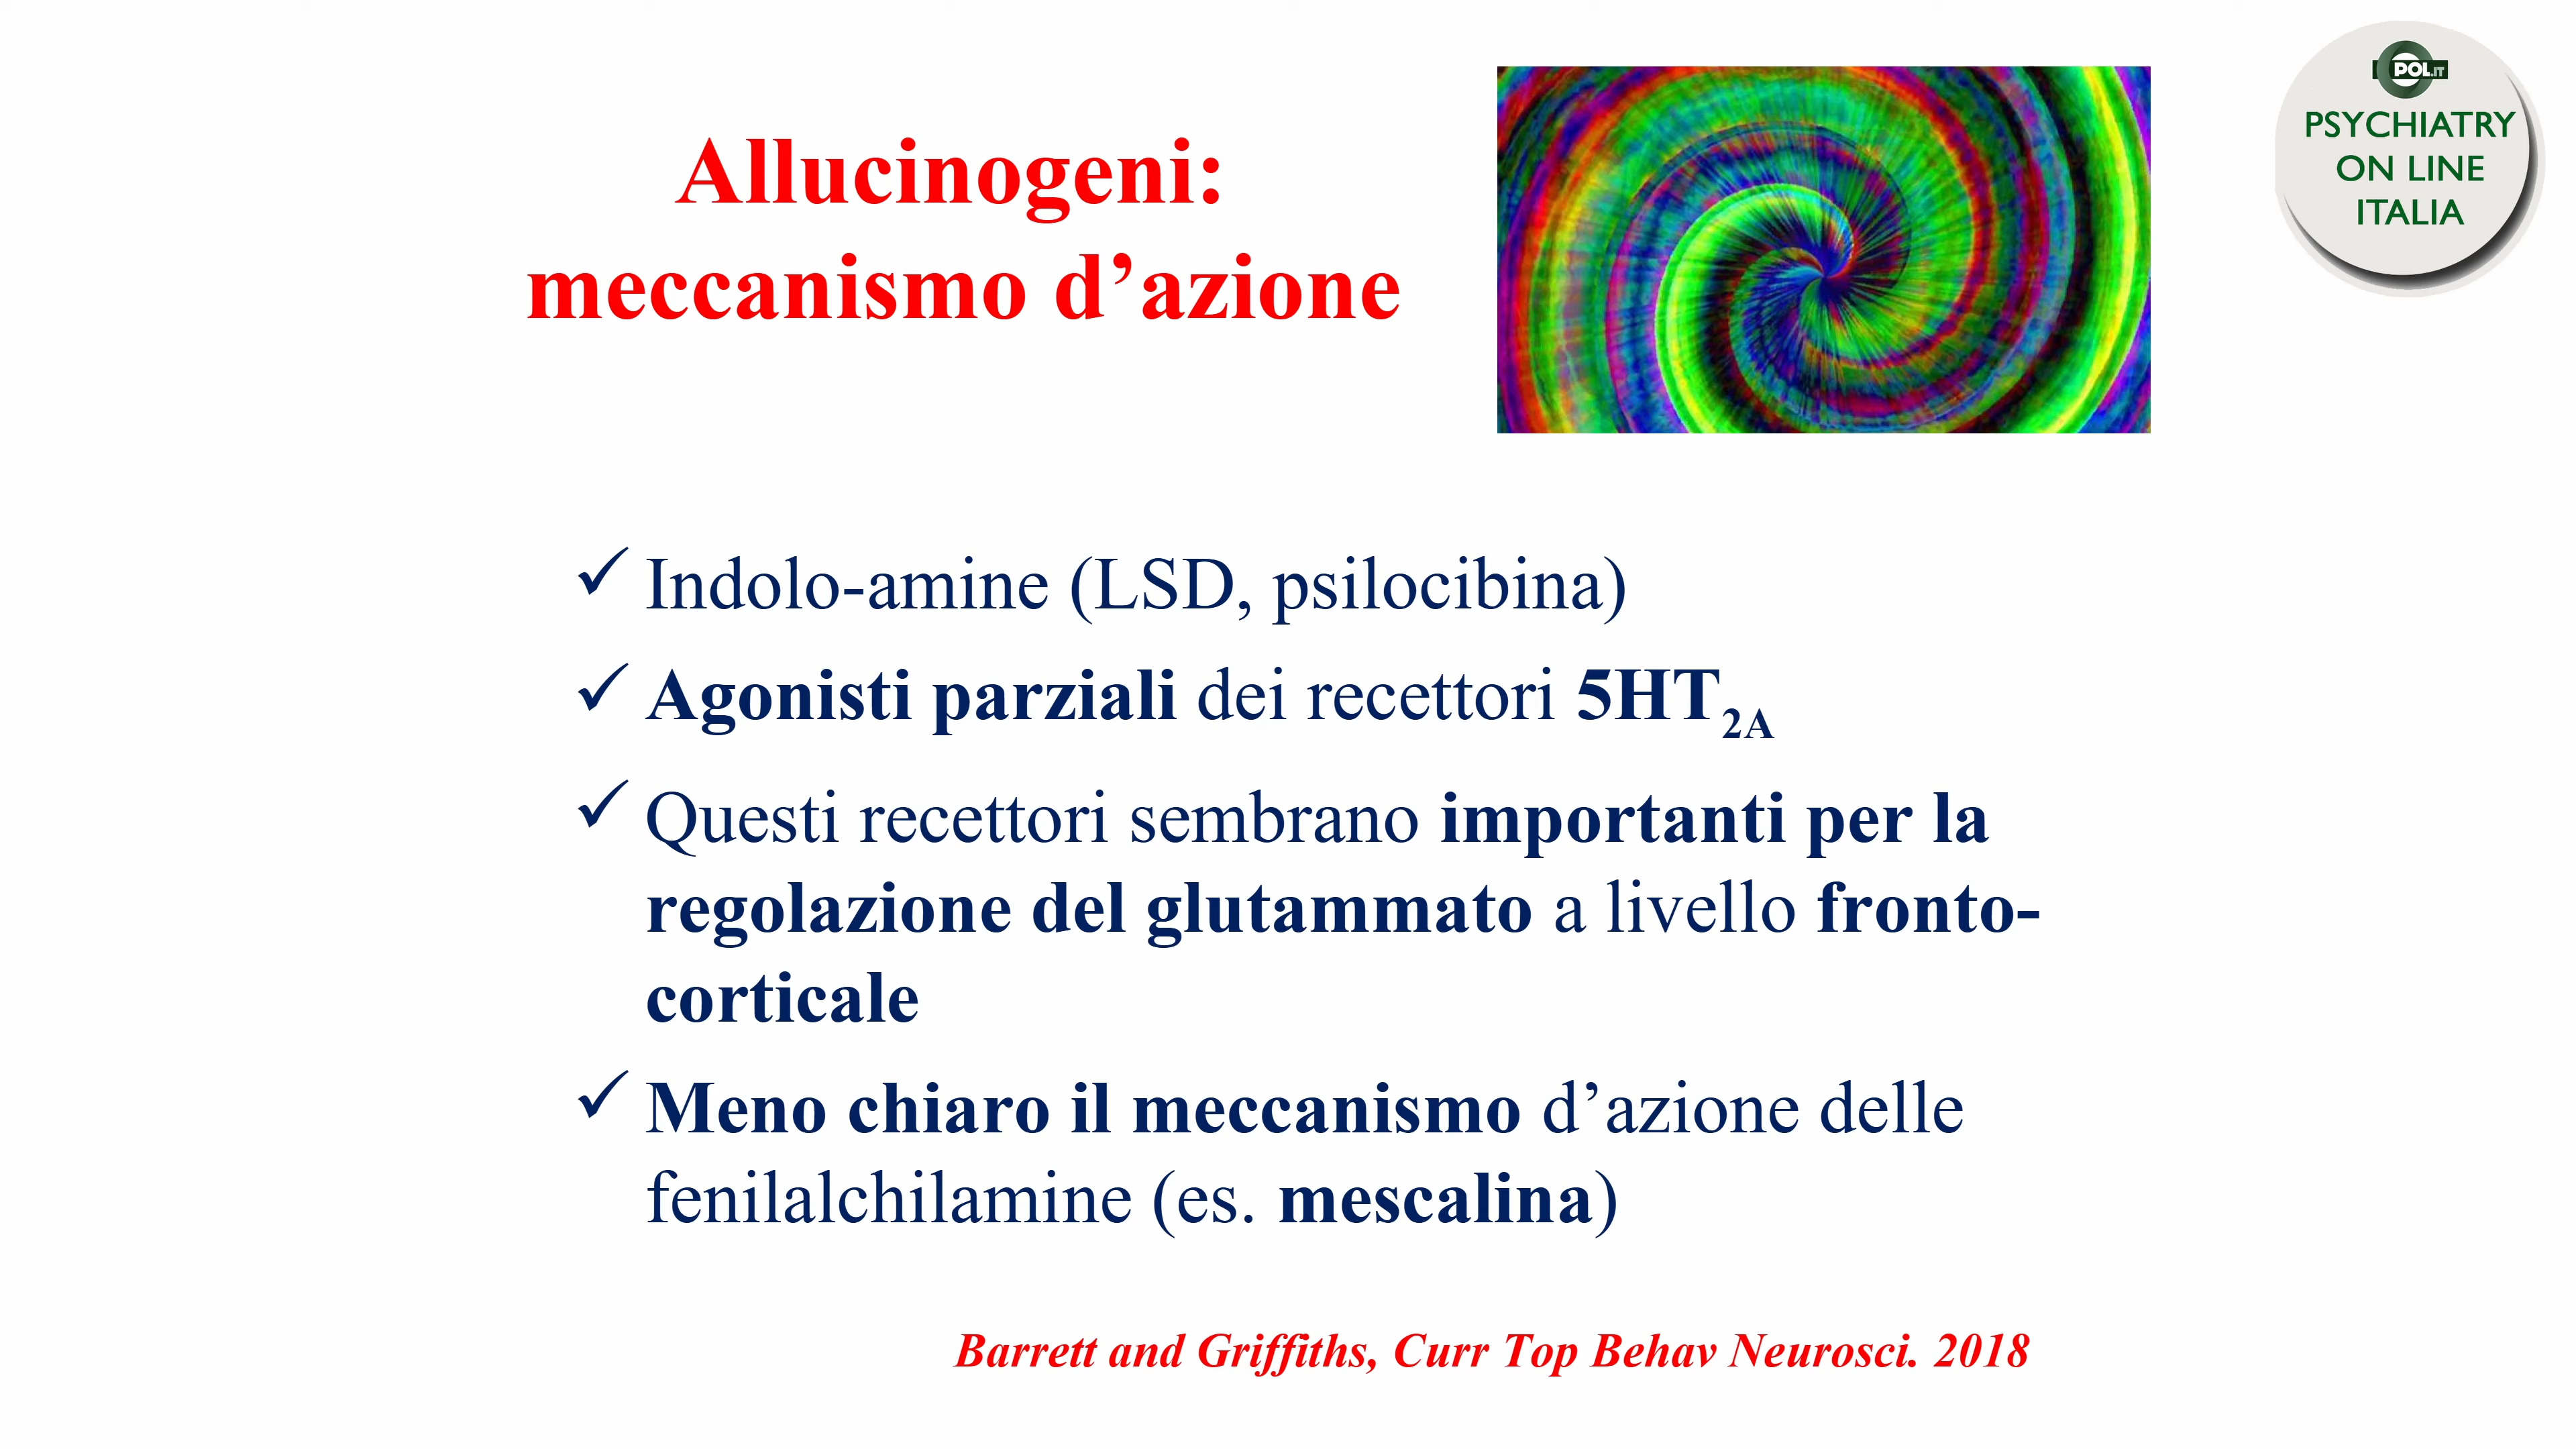 Allucinogeni:
meccanismo d’azione
POL.IT
PSYCHIATRY
ON LINE
ITALIA
✓ Indolo-amine (LSD, psilocibina)
✓ Agonisti parziali dei recettori 5HT2A
✓ Questi recettori sembrano importanti per la
regolazione del glutammato a livello fronto-
corticale
✓ Meno chiaro il meccanismo d’azione delle
fenilalchilamine (es. mescalina)
Barrett and Griffiths, Curr Top Behav Neurosci. 2018